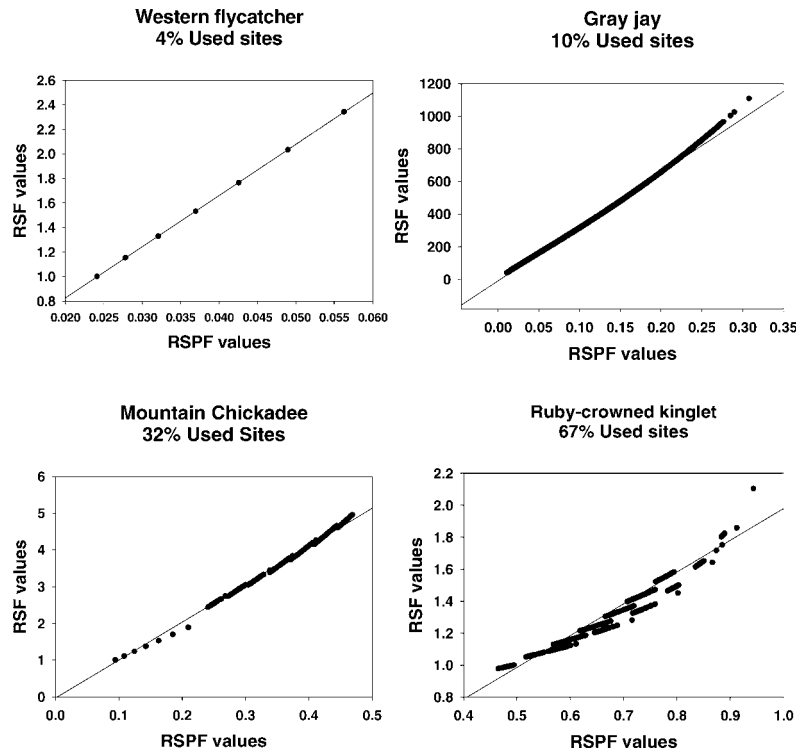 Western flycatcher
4% Used sites
2.6
2.4
2.2
2.0
1.8
1.6
1.4
1.2
1.0
0.8
RSF values
0.020 0.025 0.030 0.035 0.040 0.045 0.050 0.055 0.060
RSPF values
Gray jay
10% Used sites
1200
1000
800
600
400
200
0
RSF values
0.00 0.05 0.10 0.15 0.20 0.25 0.30 0.35
RSPF values
Mountain Chickadee
32% Used Sites
6
5
4
3
2
1
0
RSF values
0.0 0.1 0.2 0.3 0.4 0.5
RSPF values
Ruby-crowned kinglet
67% Used sites
2.2
2.0
1.8
1.6
1.4
1.2
1.0
0.8
RSF values
0.4 0.5 0.6 0.7 0.8 0.9 1.0
RSPF values